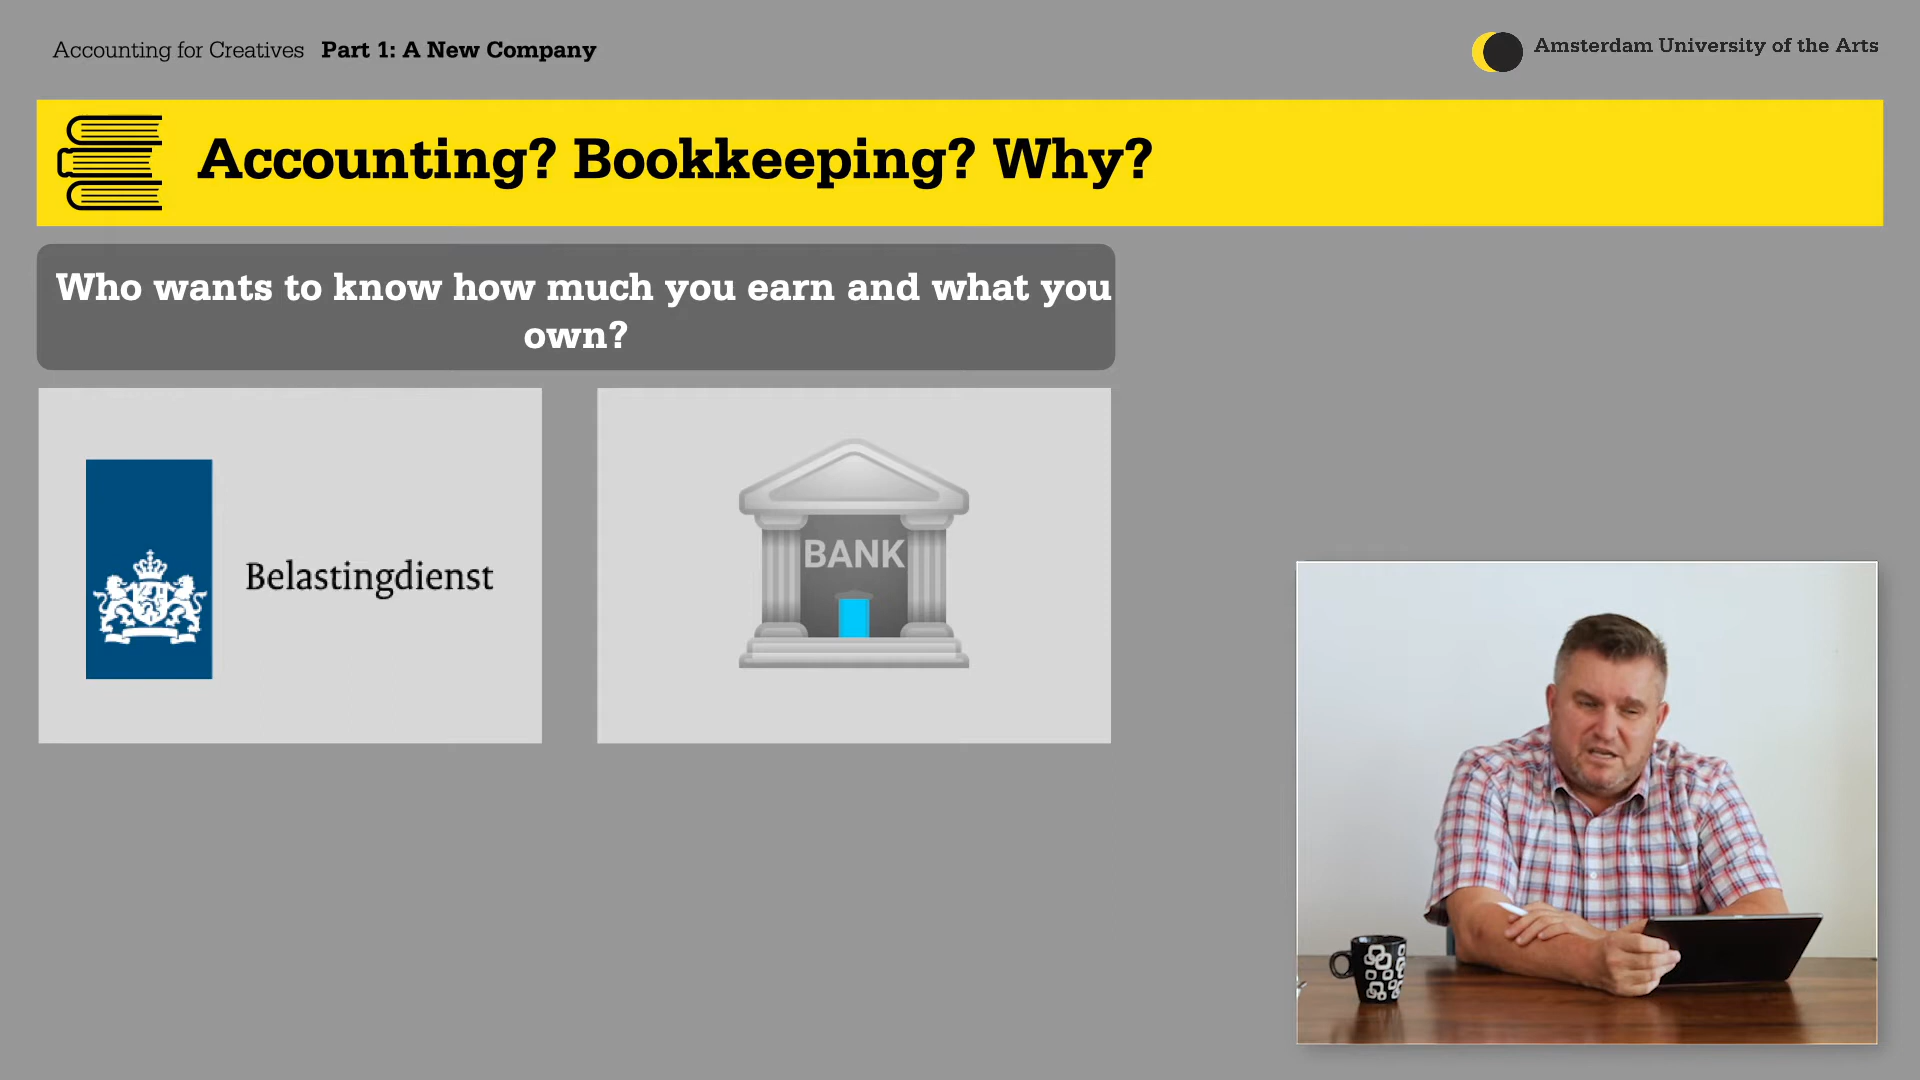 Accounting for Creatives Part 1: A New Company
Amsterdam University of the Arts
Accounting? Bookkeeping? Why?
Who wants to know how much you earn and what you
own?
Belastingdienst
BANK